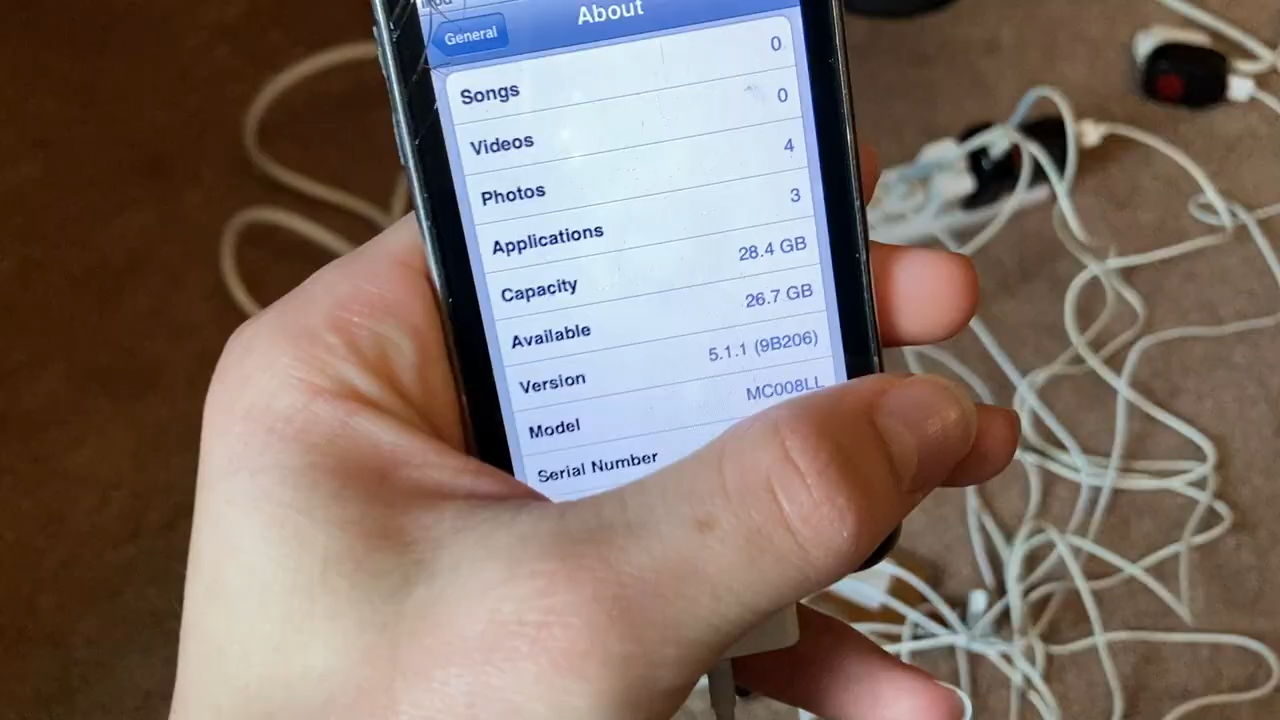 iPod
General
About
Songs 0
Videos 0
Photos 4
Applications 3
Capacity 28.4 GB
Available 26.7 GB
Version 5.1.1 (9B206)
Model MC008LL
Serial Number